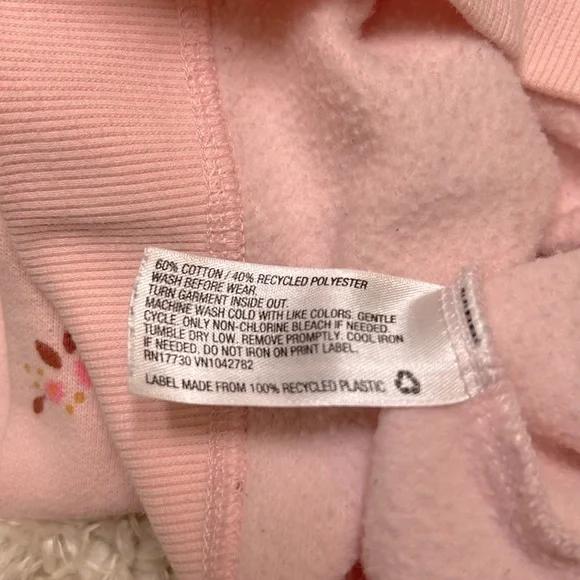 60% COTTON / 40% RECYCLED POLYESTER
WASH BEFORE WEAR.
TURN GARMENT INSIDE OUT.
MACHINE WASH COLD WITH LIKE COLORS. GENTLE
CYCLE. ONLY NON-CHLORINE BLEACH IF NEEDED.
TUMBLE DRY LOW. REMOVE PROMPTLY. COOL IRON
IF NEEDED. DO NOT IRON ON PRINT LABEL.
RN17730 VN1042782
LABEL MADE FROM 100% RECYCLED PLASTIC